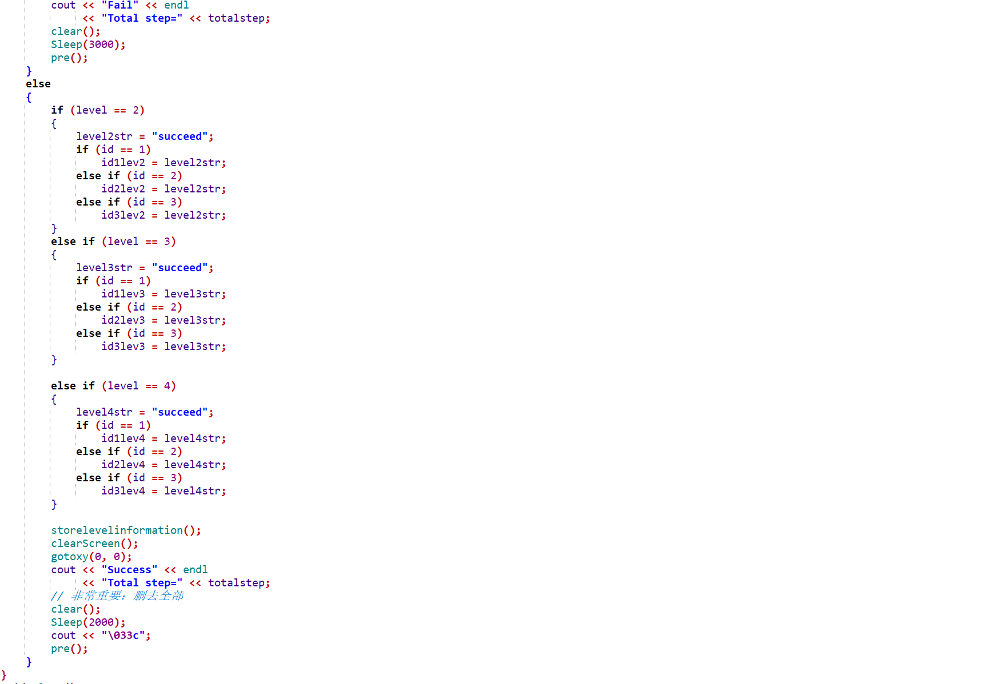 cout << "Fail" << endl
<< "Total step=" << totalstep;
clear();
Sleep(3000);
pre();
}
else
{
if (level == 2)
{
level2str = "succeed";
if (id == 1)
id1lev2 = level2str;
else if (id == 2)
id2lev2 = level2str;
else if (id == 3)
id3lev2 = level2str;
}
else if (level == 3)
{
level3str = "succeed";
if (id == 1)
id1lev3 = level3str;
else if (id == 2)
id2lev3 = level3str;
else if (id == 3)
id3lev3 = level3str;
}
else if (level == 4)
{
level4str = "succeed";
if (id == 1)
id1lev4 = level4str;
else if (id == 2)
id2lev4 = level4str;
else if (id == 3)
id3lev4 = level4str;
}
storelevelinformation();
clearScreen();
gotoxy(0, 0);
cout << "Success" << endl
<< "Total step=" << totalstep;
// 非常重要：删去全部
clear();
Sleep(2000);
cout << "\033c";
pre();
}
}